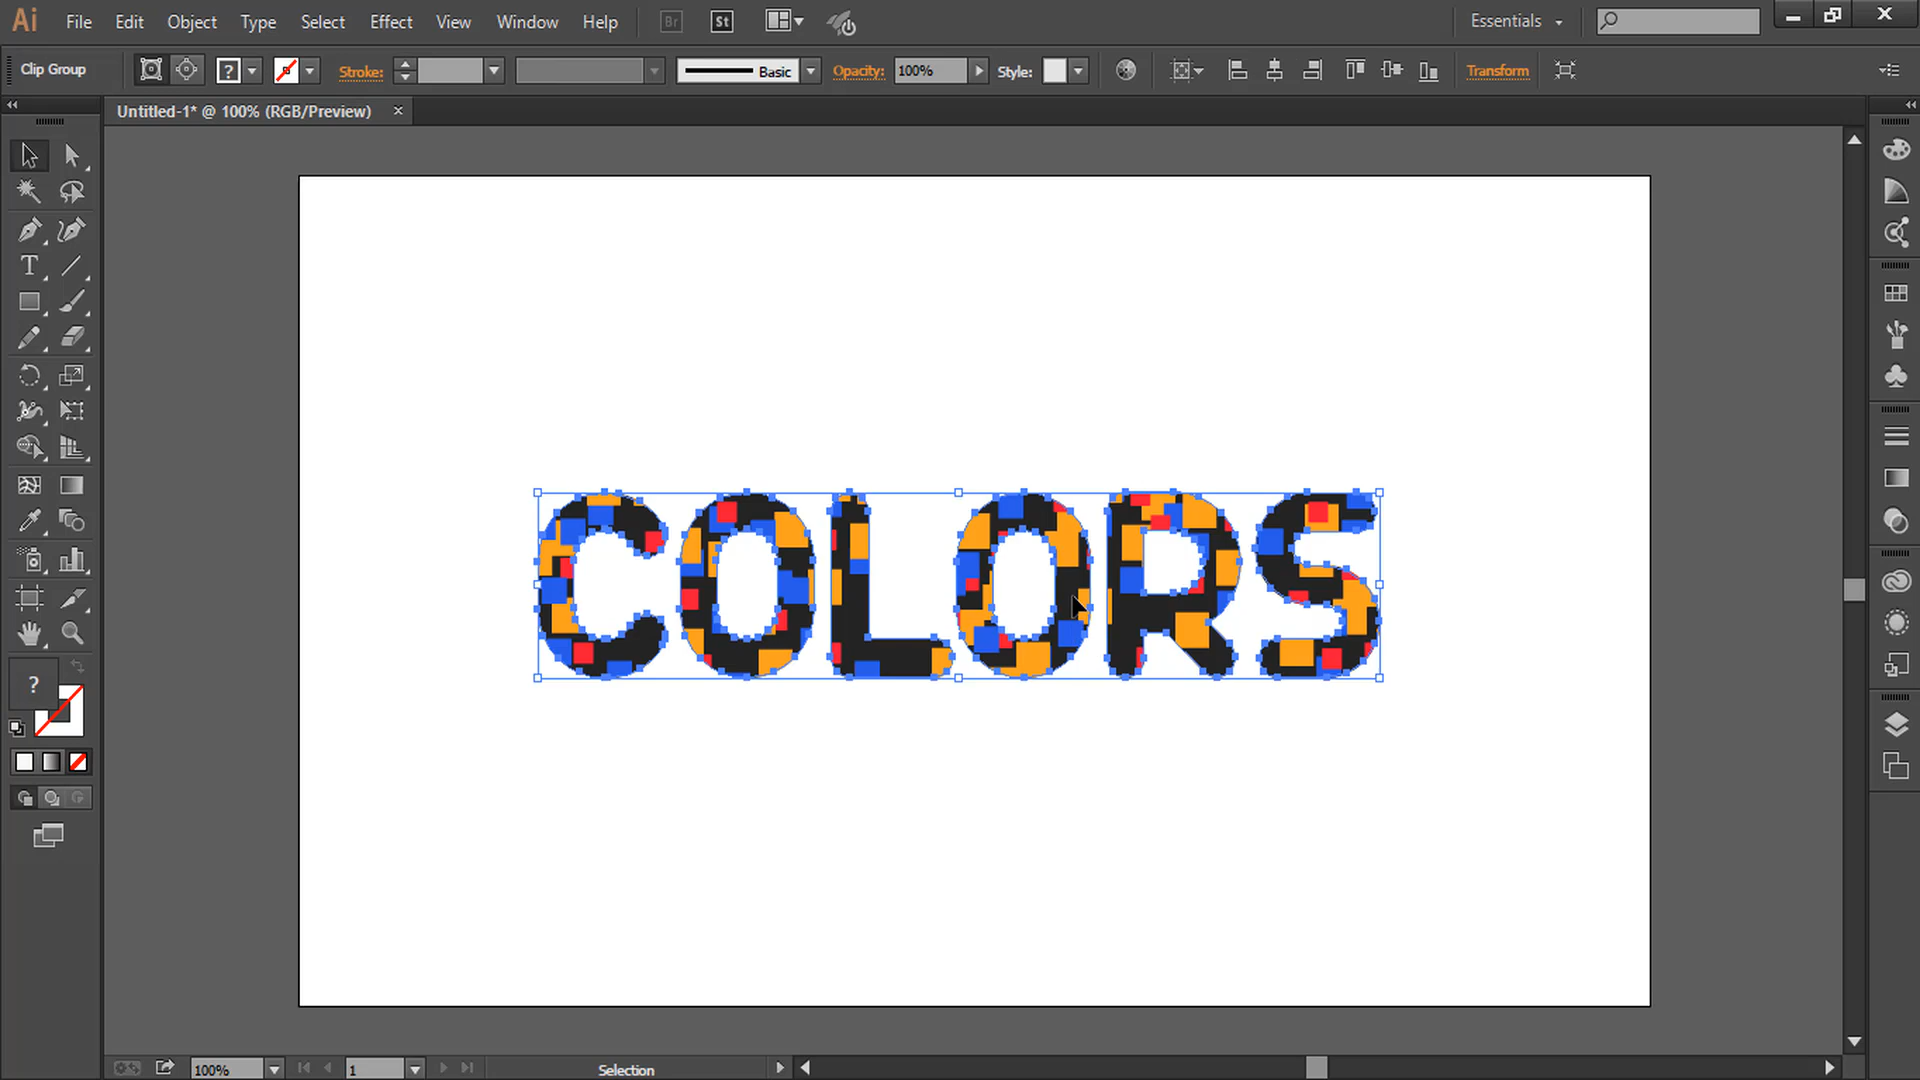 Ai File Edit Object Type Select Effect View Window Help Br St Essentials
Clip Group ? Stroke: Basic Opacity: 100% Style: Transform
Untitled-1* @ 100% (RGB/Preview) ×
T
COLORS
?
100% 1 Selection